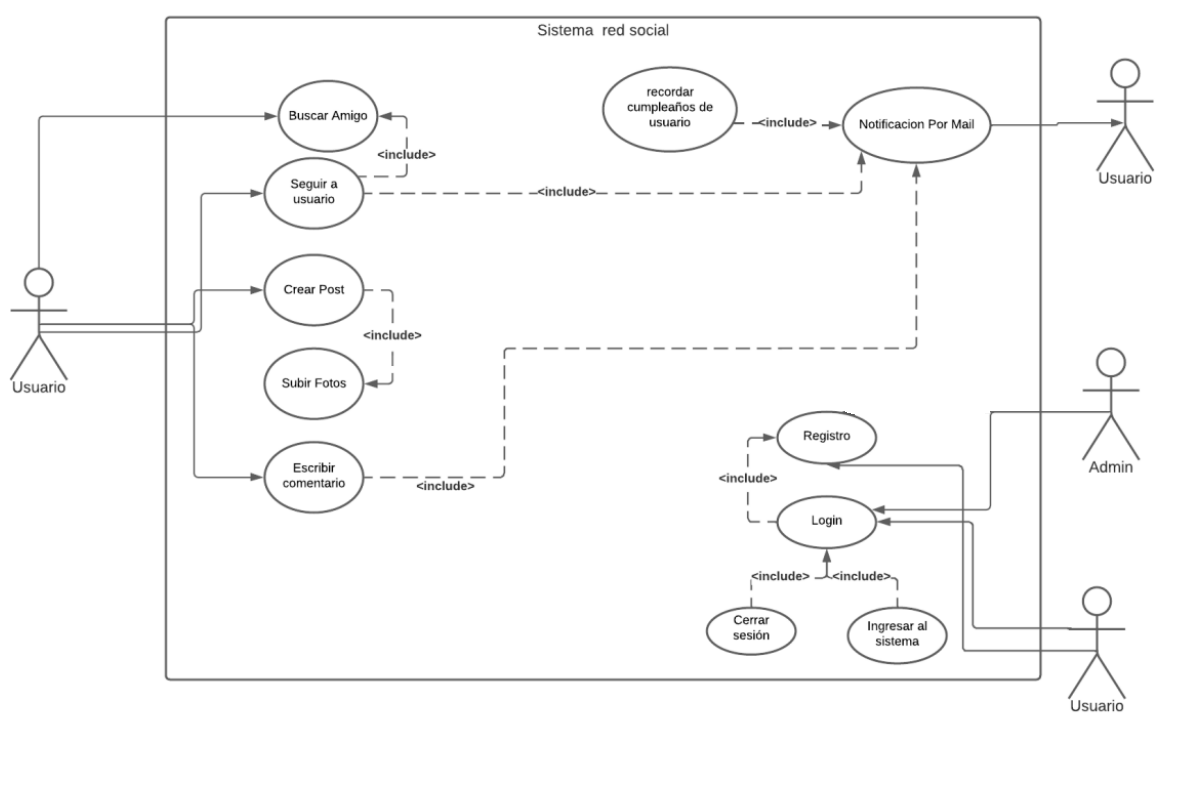 Sistema  red social
Buscar Amigo
<include>
Seguir a
usuario
<include>
recordar
cumpleaños de
usuario
<include>
Notificacion Por Mail
Usuario
Usuario
Crear Post
<include>
Subir Fotos
Escribir
comentario
<include>
Registro
<include>
Login
Admin
<include>
<include>
Cerrar
sesión
Ingresar al
sistema
Usuario